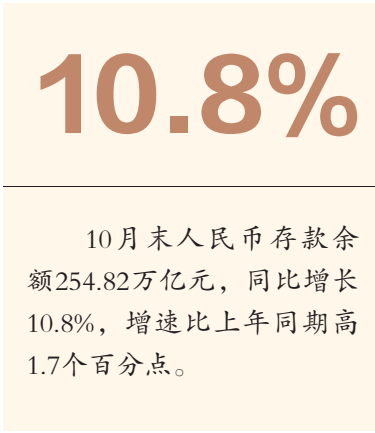 10.8%
10月末人民币存款余
额254.82万亿元，同比增长
10.8%，增速比上年同期高
1.7个百分点。